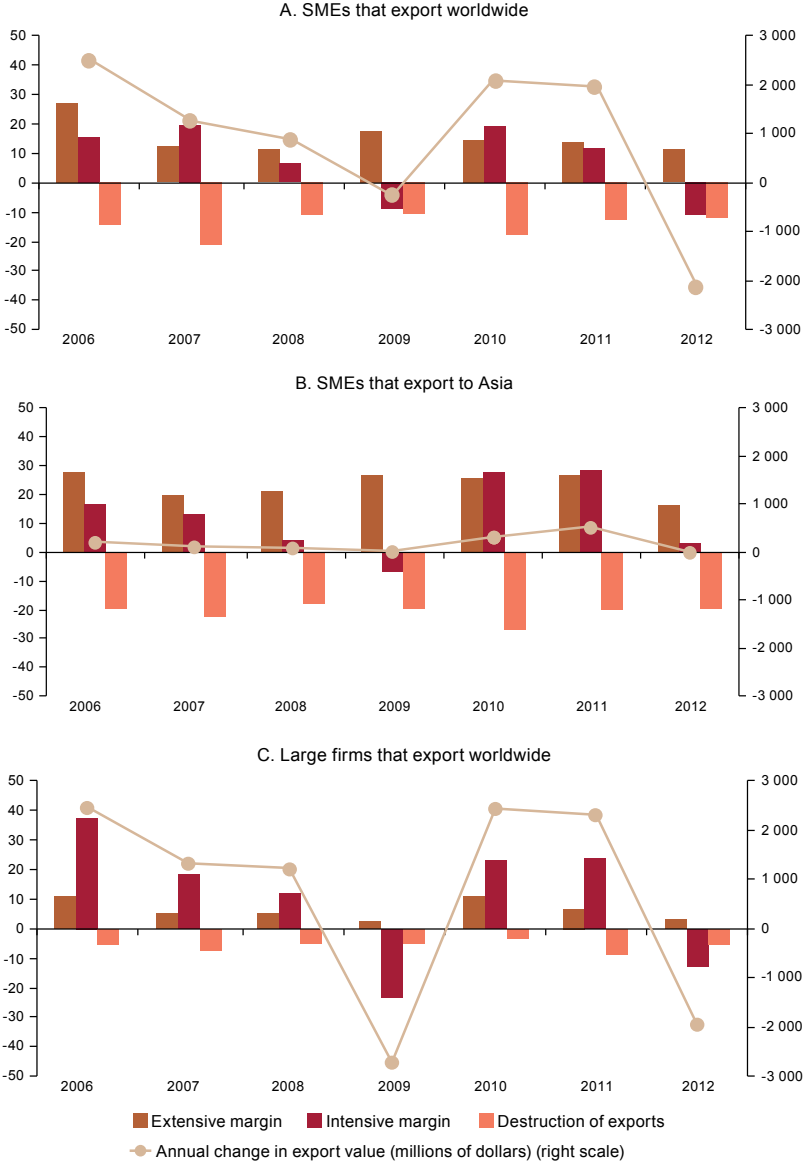 A. SMEs that export worldwide
50 3 000
40 2 000
30
20 1 000
10
0 0
-10
-20 -1 000
-30
-40 -2 000
-50 -3 000
2006 2007 2008 2009 2010 2011 2012
B. SMEs that export to Asia
50 3 000
40
30 2 000
20 1 000
10
0 0
-10
-20 -1 000
-30
-40 -2 000
-50 -3 000
2006 2007 2008 2009 2010 2011 2012
C. Large firms that export worldwide
50 3 000
40 2 000
30
20 1 000
10
0 0
-10
-20 -1 000
-30
-40 -2 000
-50 -3 000
2006 2007 2008 2009 2010 2011 2012
Extensive margin Intensive margin Destruction of exports
Annual change in export value (millions of dollars) (right scale)